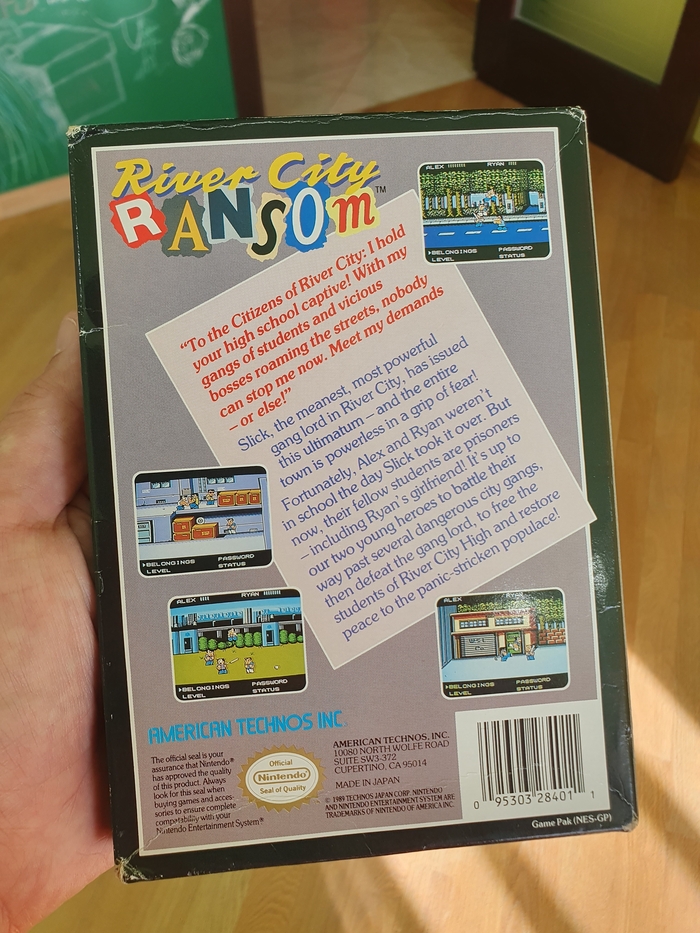 River City
RANSOM™
ALEX RYAN
▶BELONGINGS PASSWORD
LEVEL STATUS
"To the Citizens of River City: I hold
your high school captive! With my
gangs of students and vicious
bosses roaming the streets, nobody
can stop me now. Meet my demands
– or else!"
Slick, the meanest, most powerful
gang lord in River City, has issued
this ultimatum – and the entire
town is powerless in a grip of fear!
Fortunately, Alex and Ryan weren't
in school the day Slick took it over. But
now, their fellow students are prisoners
– including Ryan's girlfriend! It's up to
our two young heroes to battle their
way past several dangerous city gangs,
then defeat the gang lord, to free the
students of River City High and restore
peace to the panic-stricken populace!
▶BELONGINGS PASSWORD
LEVEL STATUS
ALEX RYAN
▶BELONGINGS PASSWORD
LEVEL STATUS
ALEX RYAN
▶BELONGINGS PASSWORD
LEVEL STATUS
AMERICAN TECHNOS INC.
The official seal is your
assurance that Nintendo®
has approved the quality
of this product. Always
look for this seal when
buying games and acces-
sories to ensure complete
compatability with your
Nintendo Entertainment System®
Official
Nintendo®
Seal of Quality
AMERICAN TECHNOS, INC.
10080 NORTH WOLFE ROAD
SUITE SW3-372
CUPERTINO, CA 95014
MADE IN JAPAN
© 1989 TECHNOS JAPAN CORP. NINTENDO
AND NINTENDO ENTERTAINMENT SYSTEM ARE
TRADEMARKS OF NINTENDO OF AMERICA INC.
0 95303 28401 1
Game Pak (NES-GP)